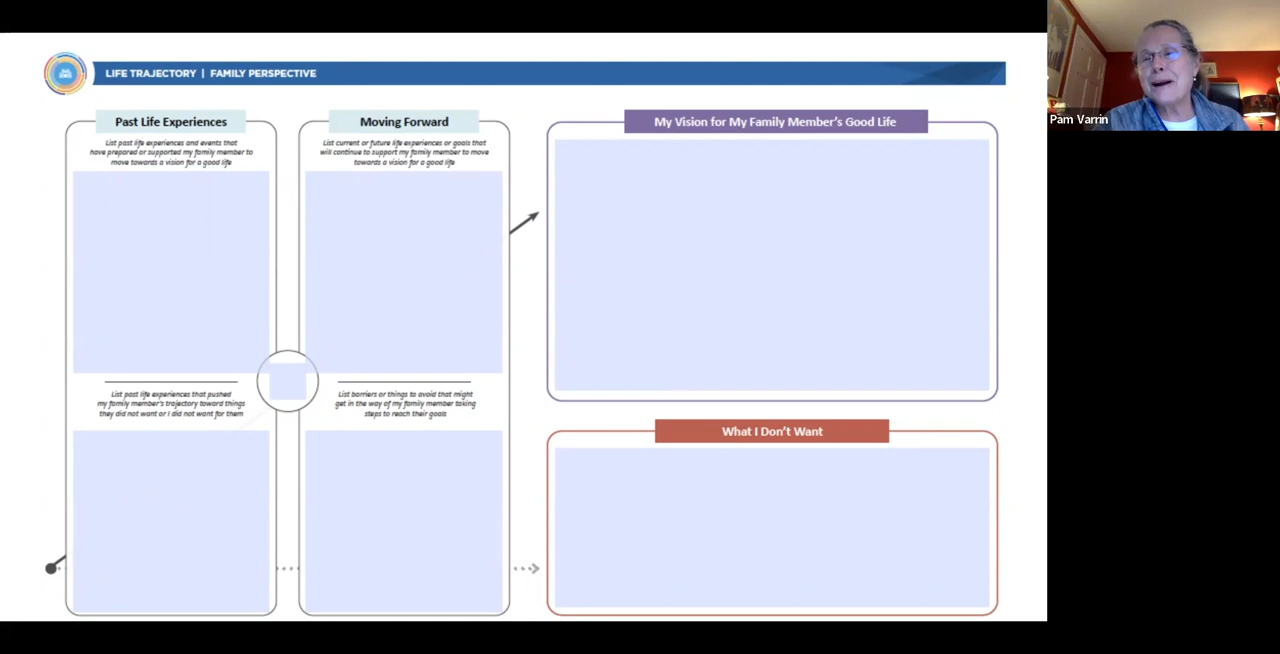 LIFE TRAJECTORY | FAMILY PERSPECTIVE
Past Life Experiences
List past life experiences and events that
have prepared or supported my family member to
move towards a vision for a good life
List past life experiences that pushed
my family member's trajectory toward things
they did not want or I did not want for them
Moving Forward
List current or future life experiences or goals that
will continue to support my family member to move
towards a vision for a good life
List barriers or things to avoid that might
get in the way of my family member taking
steps to reach their goals
My Vision for My Family Member's Good Life
What I Don't Want
Pam Varrin